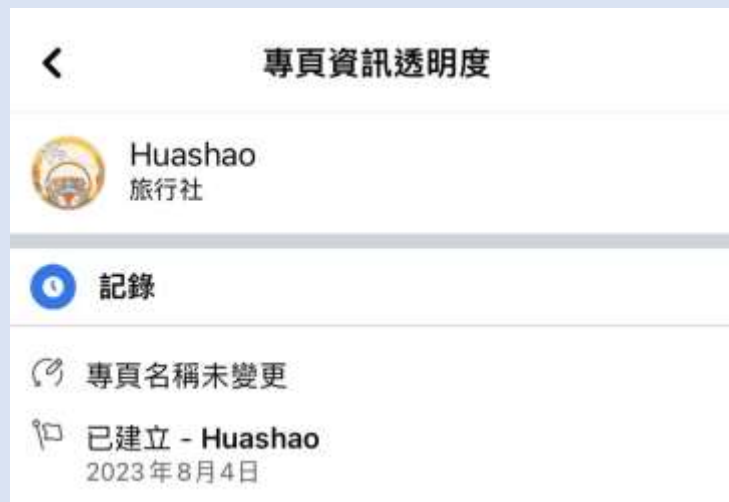 專頁資訊透明度
Huashao
旅行社
記錄
專頁名稱未變更
已建立 - Huashao
2023年8月4日